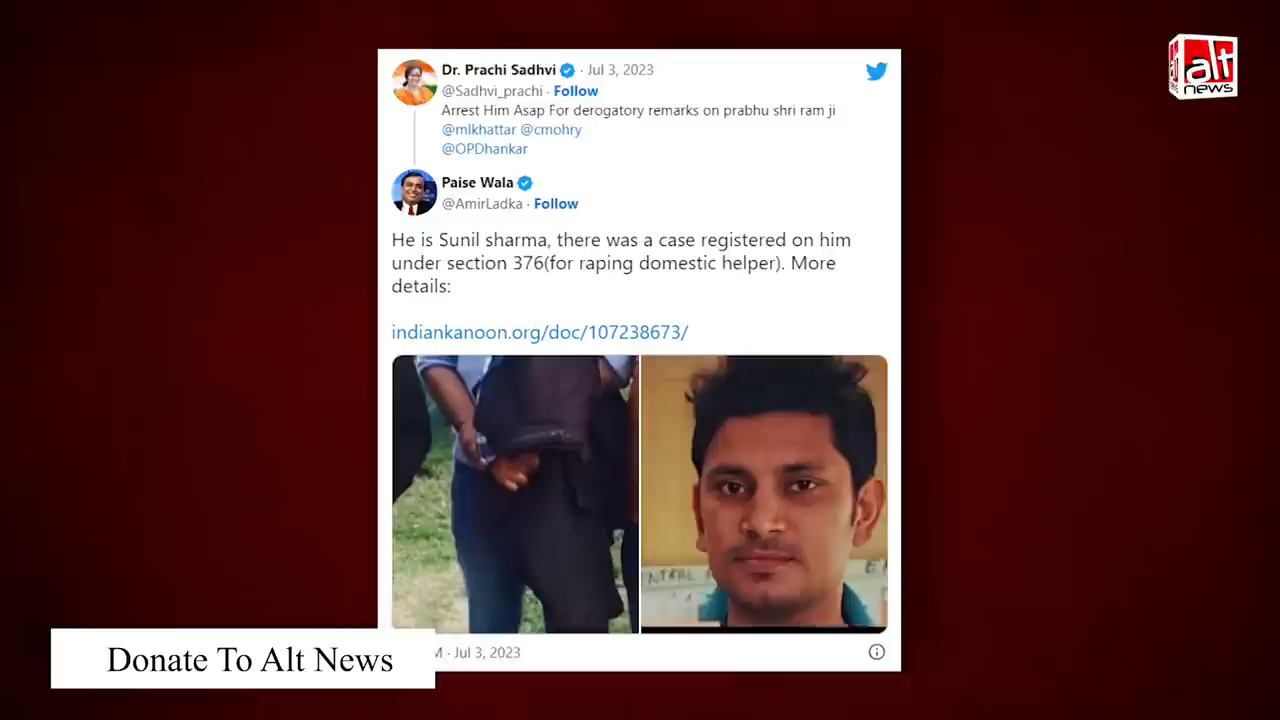 Dr. Prachi Sadhvi · Jul 3, 2023
@Sadhvi_prachi · Follow
Arrest Him Asap For derogatory remarks on prabhu shri ram ji
@mlkhattar @cmohry
@OPDhankar
Paise Wala
@AmirLadka · Follow
He is Sunil sharma, there was a case registered on him
under section 376(for raping domestic helper). More
details:
indiankanoon.org/doc/107238673/
M · Jul 3, 2023
Donate To Alt News
alt
news